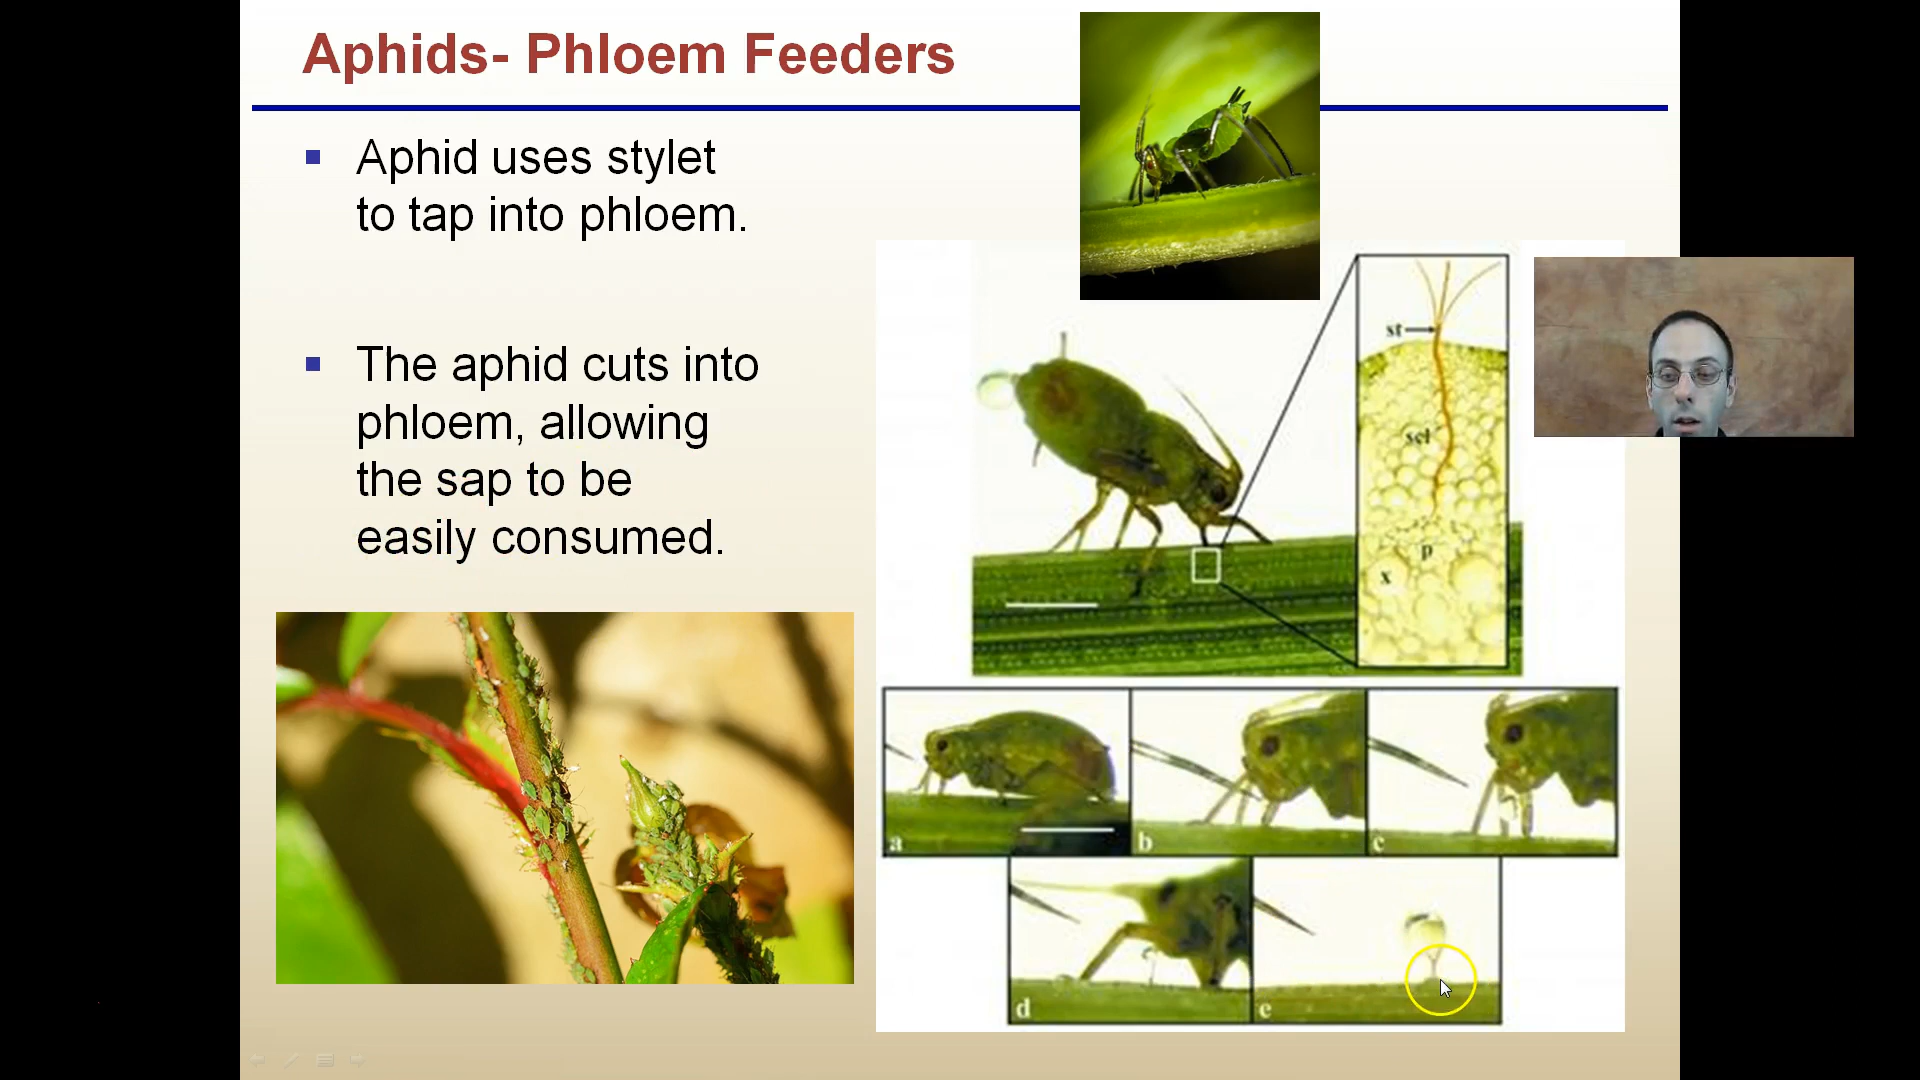 Aphids- Phloem Feeders
Aphid uses stylet
to tap into phloem.
The aphid cuts into
phloem, allowing
the sap to be
easily consumed.
st
scl
p
x
a
b
c
d
e